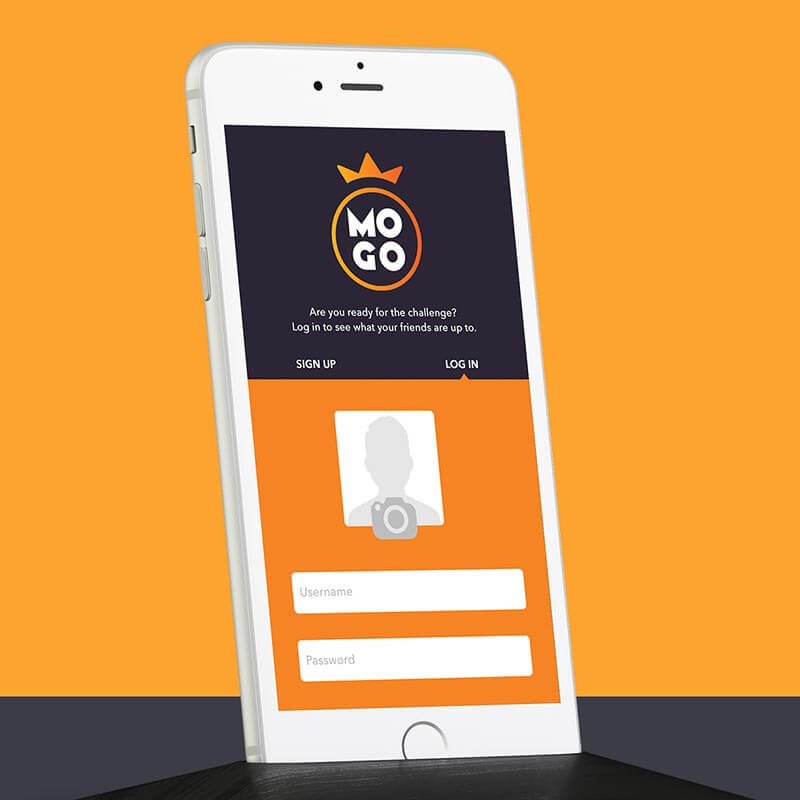 MO
GO
Are you ready for the challenge?
Log in to see what your friends are up to.
SIGN UP LOG IN
Username
Password